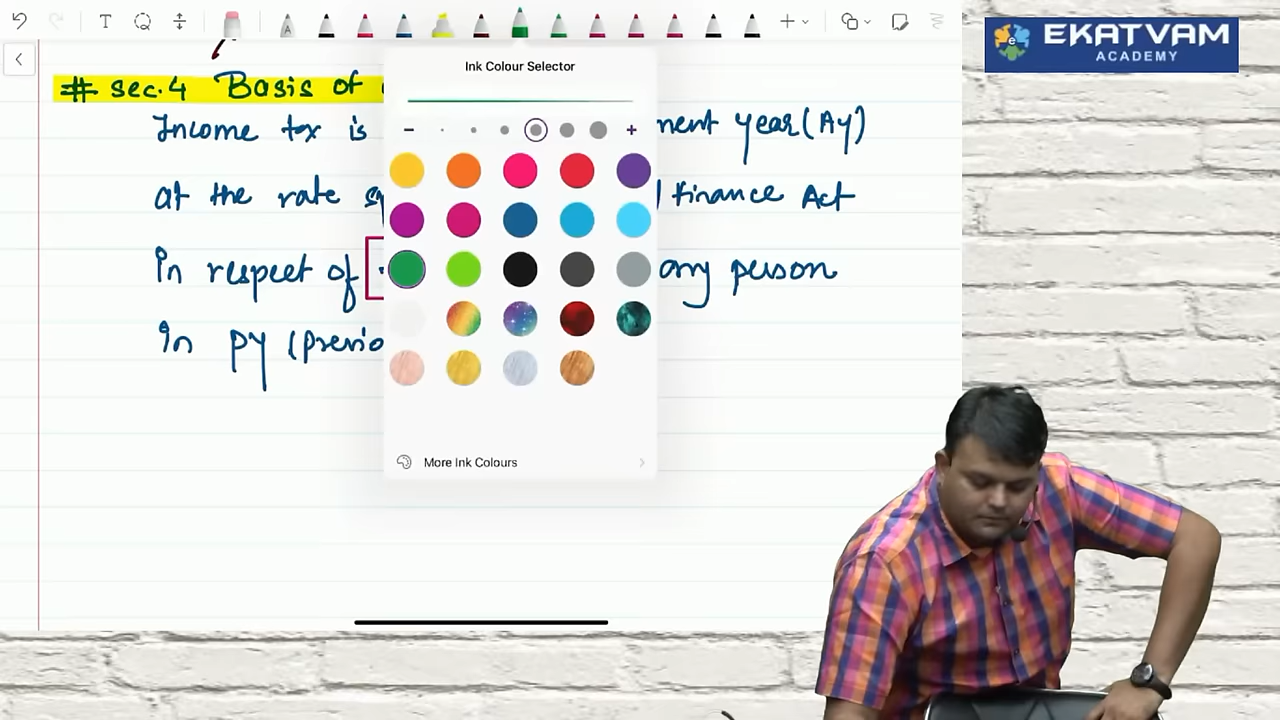 EKATVAM
ACADEMY
Ink Colour Selector
# sec.4 Basis of
Income tax is ment year (AY)
at the rate finance Act
In respect of any person
In PY (previo
More Ink Colours